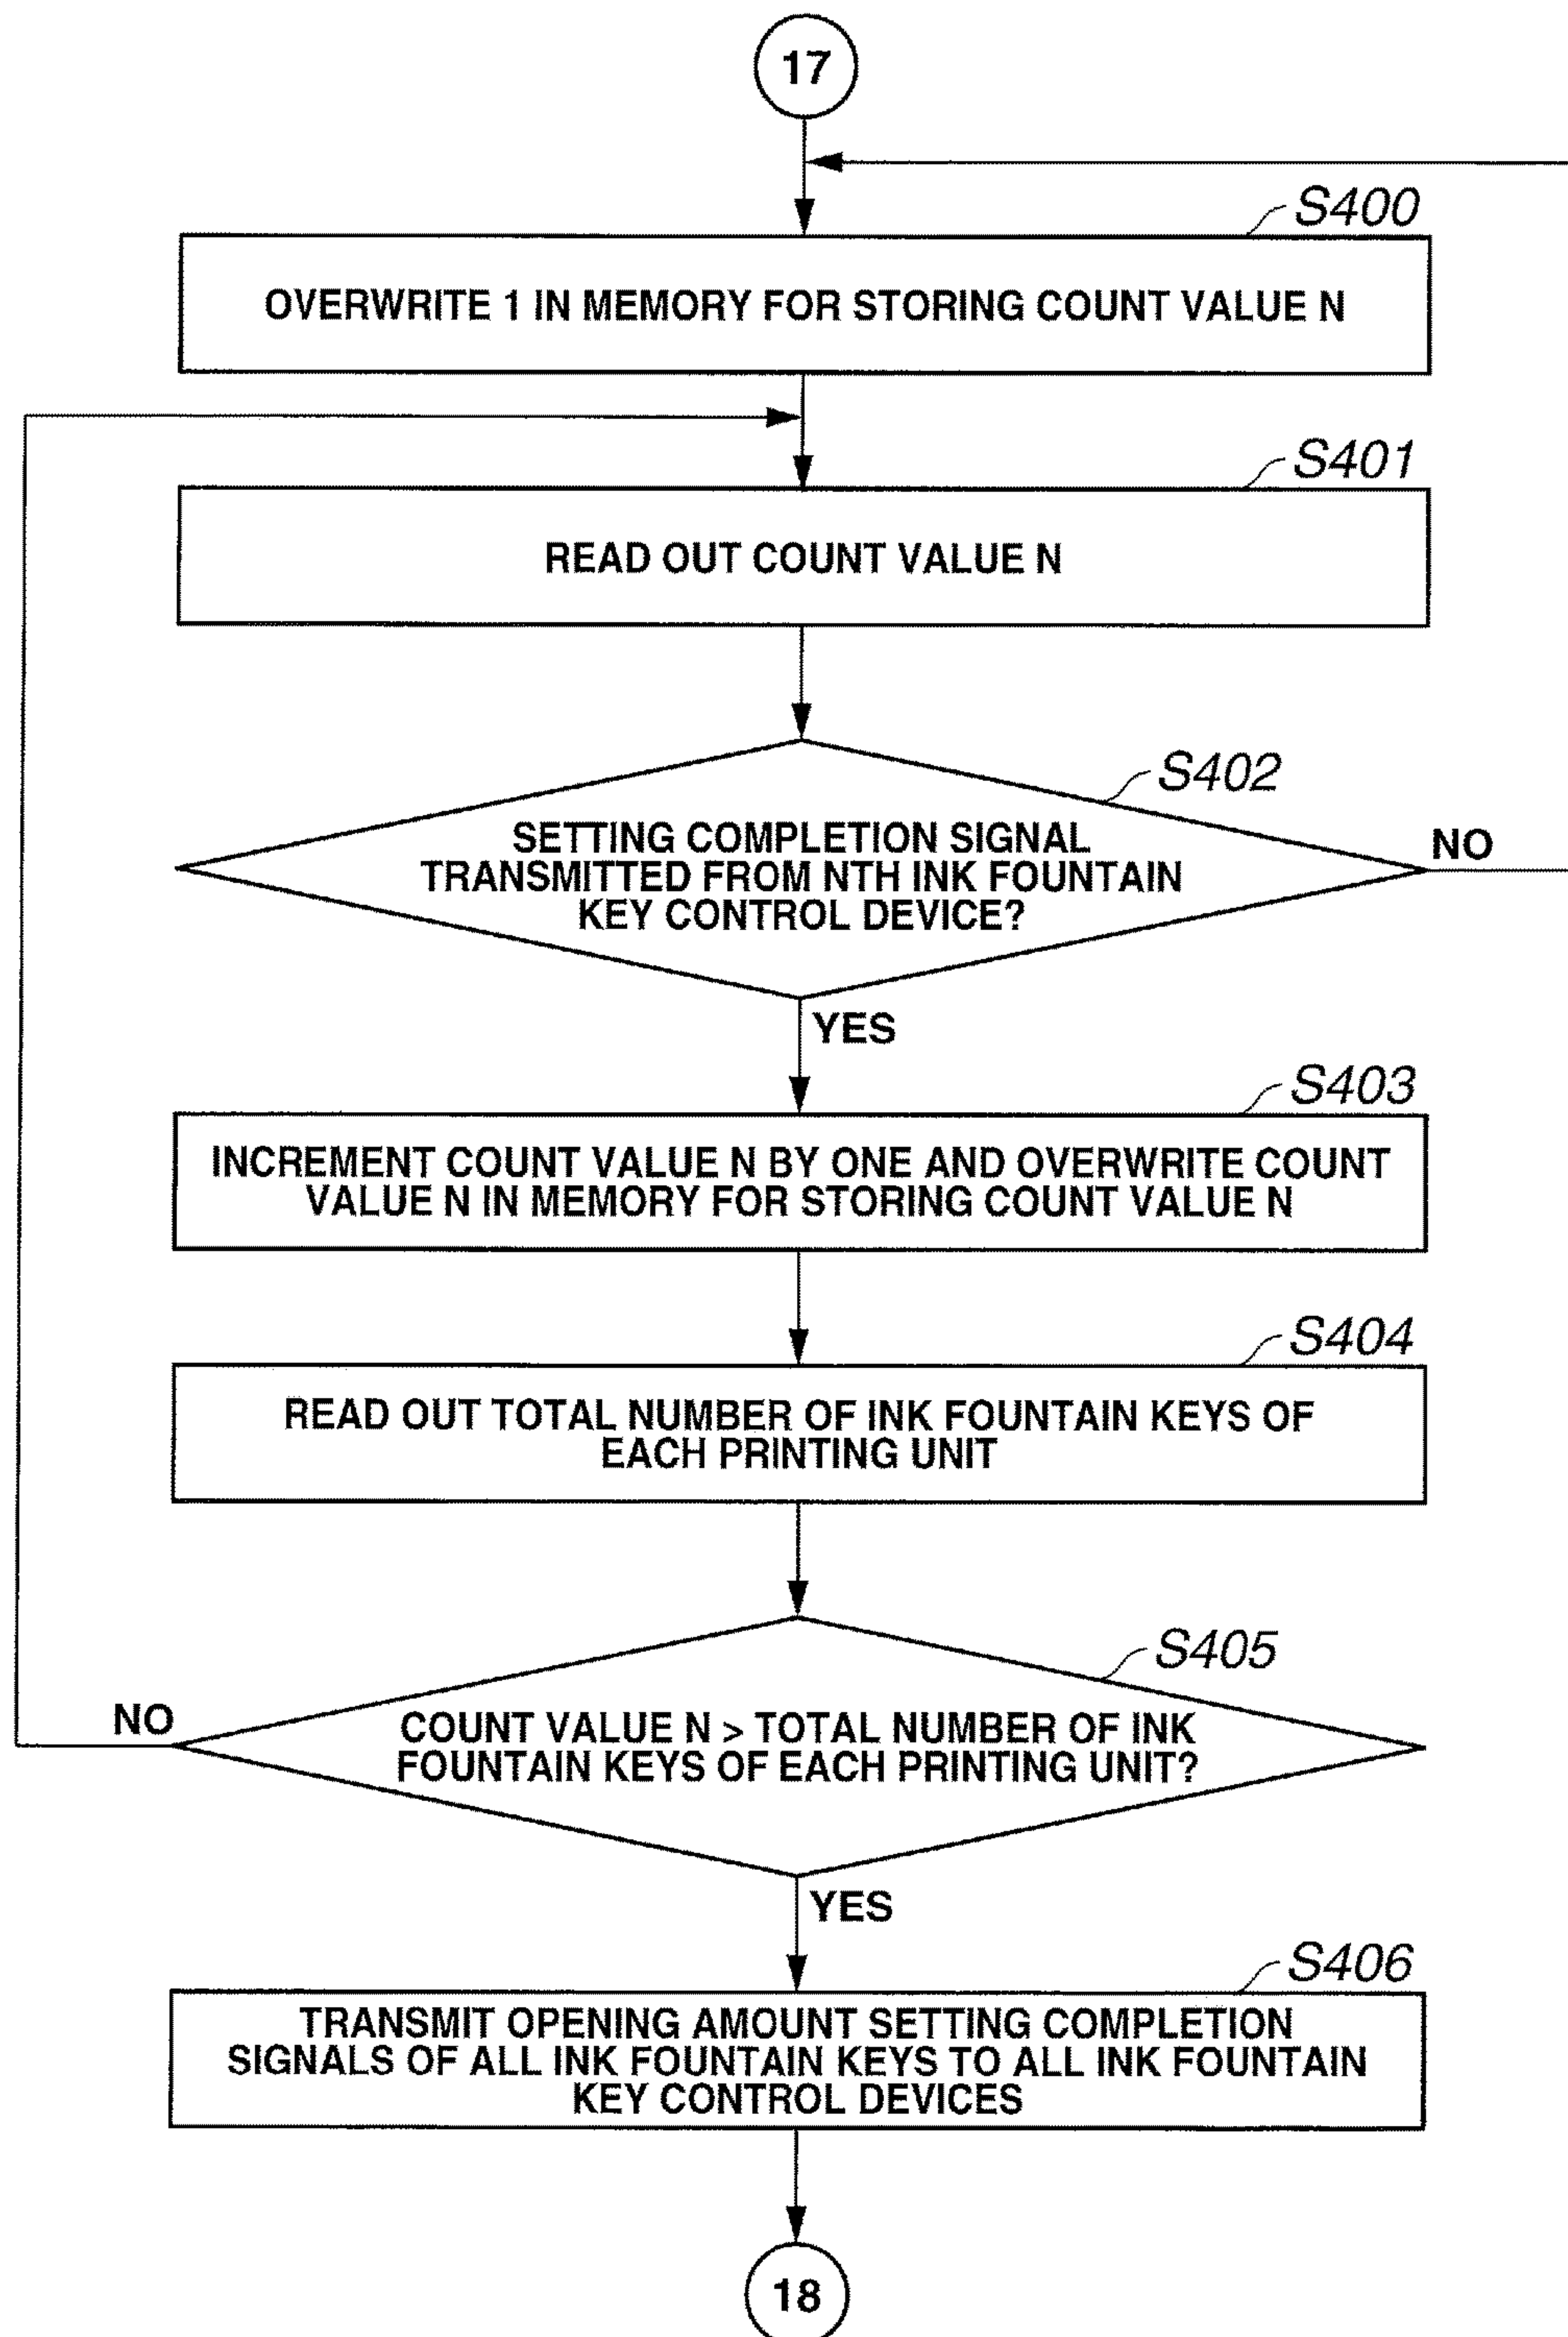 17
S400
OVERWRITE 1 IN MEMORY FOR STORING COUNT VALUE N
S401
READ OUT COUNT VALUE N
S402
SETTING COMPLETION SIGNAL
TRANSMITTED FROM NTH INK FOUNTAIN
KEY CONTROL DEVICE?
NO
YES
S403
INCREMENT COUNT VALUE N BY ONE AND OVERWRITE COUNT
VALUE N IN MEMORY FOR STORING COUNT VALUE N
S404
READ OUT TOTAL NUMBER OF INK FOUNTAIN KEYS OF
EACH PRINTING UNIT
S405
NO
COUNT VALUE N > TOTAL NUMBER OF INK
FOUNTAIN KEYS OF EACH PRINTING UNIT?
YES
S406
TRANSMIT OPENING AMOUNT SETTING COMPLETION
SIGNALS OF ALL INK FOUNTAIN KEYS TO ALL INK FOUNTAIN
KEY CONTROL DEVICES
18